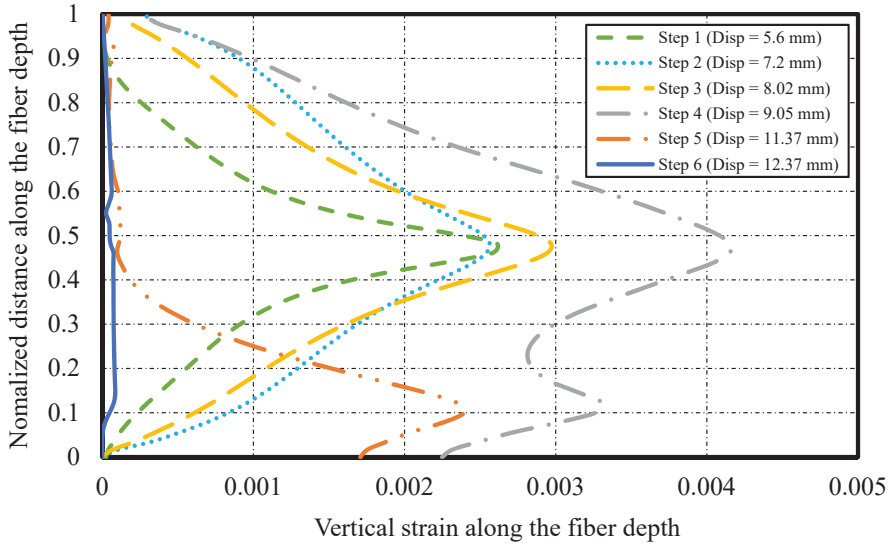 Nomalized distance along the fiber depth
1
0.9
0.8
0.7
0.6
0.5
0.4
0.3
0.2
0.1
0
Step 1 (Disp = 5.6 mm)
Step 2 (Disp = 7.2 mm)
Step 3 (Disp = 8.02 mm)
Step 4 (Disp = 9.05 mm)
Step 5 (Disp = 11.37 mm)
Step 6 (Disp = 12.37 mm)
0 0.001 0.002 0.003 0.004 0.005
Vertical strain along the fiber depth